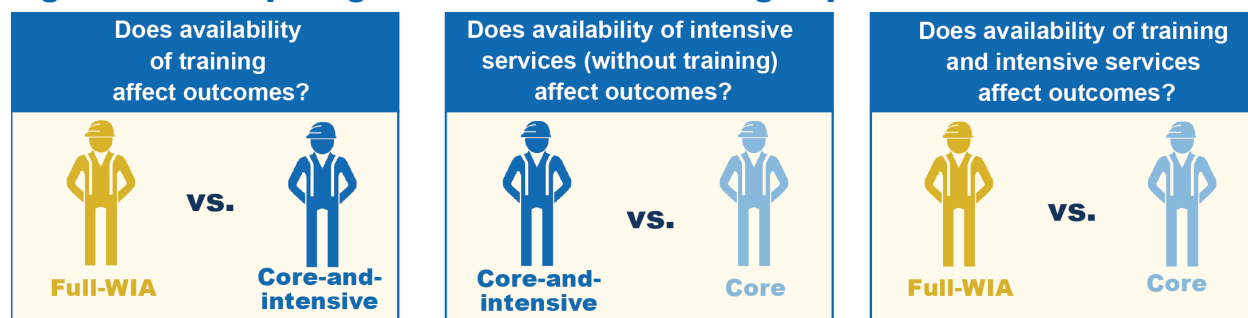 Does availability
of training
affect outcomes?
Full-WIA
vs.
Core-and-
intensive
Does availability of intensive
services (without training)
affect outcomes?
Core-and-
intensive
vs.
Core
Does availability of training
and intensive services
affect outcomes?
Full-WIA
vs.
Core